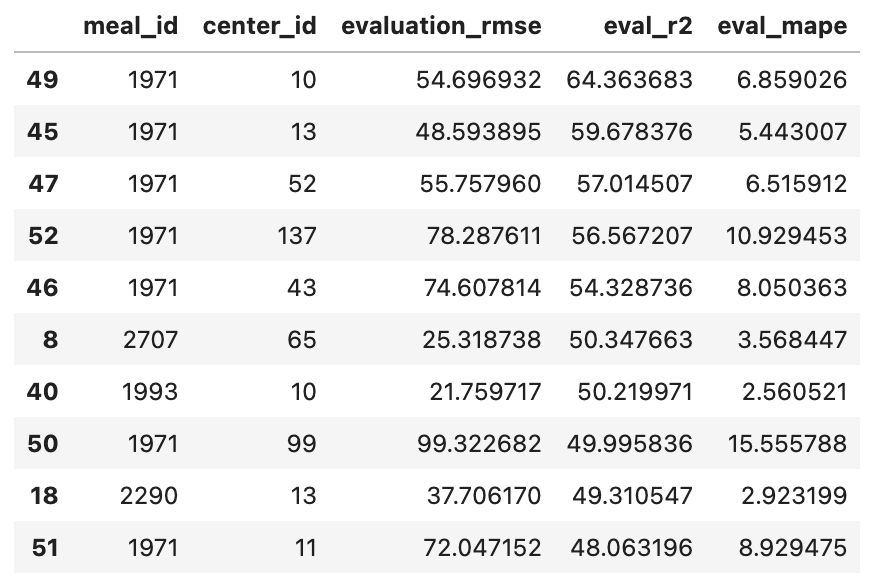 meal_id center_id evaluation_rmse eval_r2 eval_mape
49 1971 10 54.696932 64.363683 6.859026
45 1971 13 48.593895 59.678376 5.443007
47 1971 52 55.757960 57.014507 6.515912
52 1971 137 78.287611 56.567207 10.929453
46 1971 43 74.607814 54.328736 8.050363
8 2707 65 25.318738 50.347663 3.568447
40 1993 10 21.759717 50.219971 2.560521
50 1971 99 99.322682 49.995836 15.555788
18 2290 13 37.706170 49.310547 2.923199
51 1971 11 72.047152 48.063196 8.929475